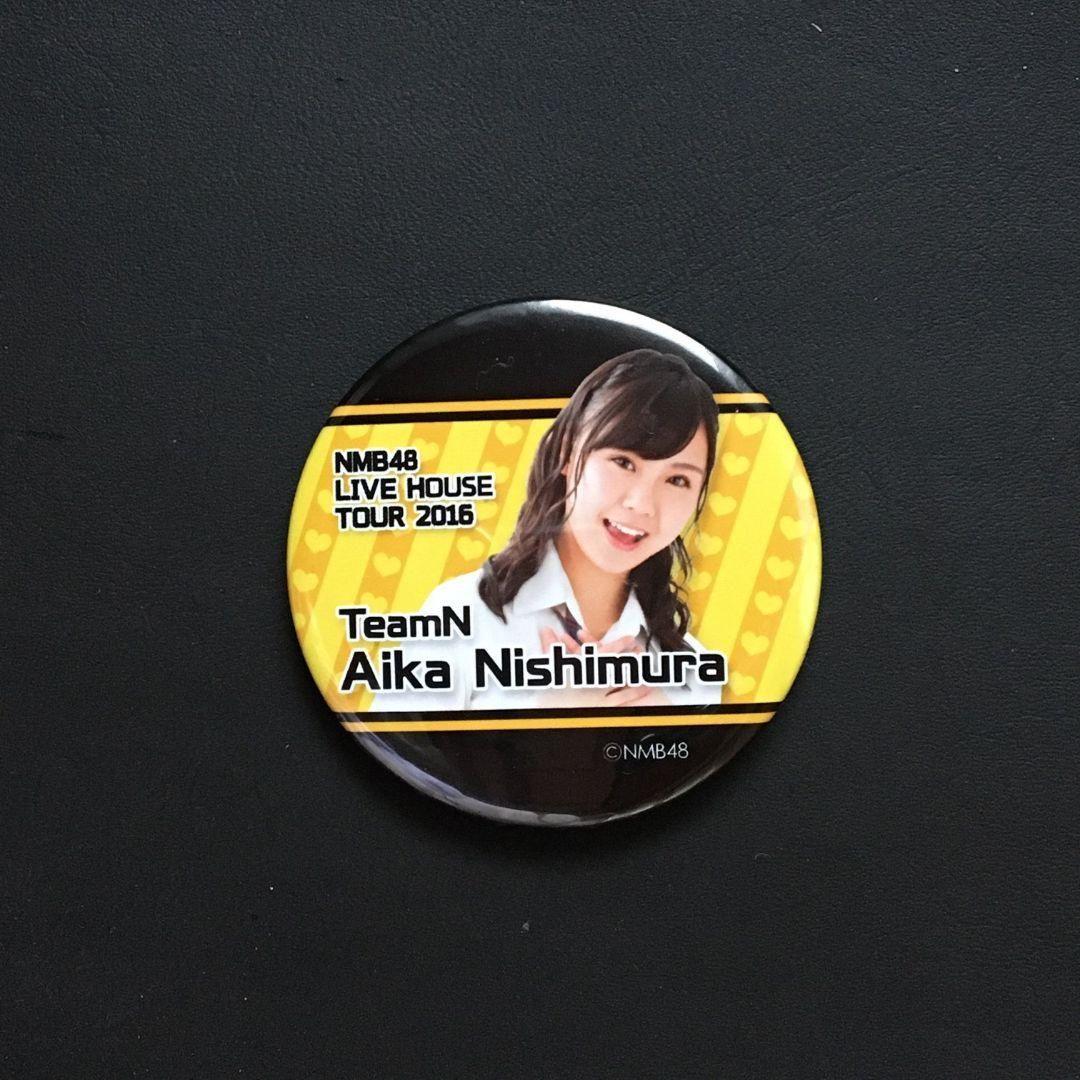 NMB48
LIVE HOUSE
TOUR 2016
TeamN
Aika Nishimura
©NMB48